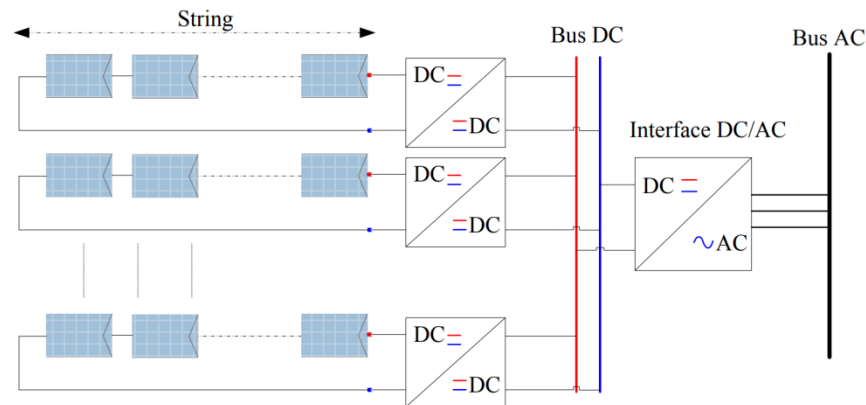 String
Bus DC
Bus AC
DC
DC
Interface DC/AC
DC
DC
DC
AC
DC
DC